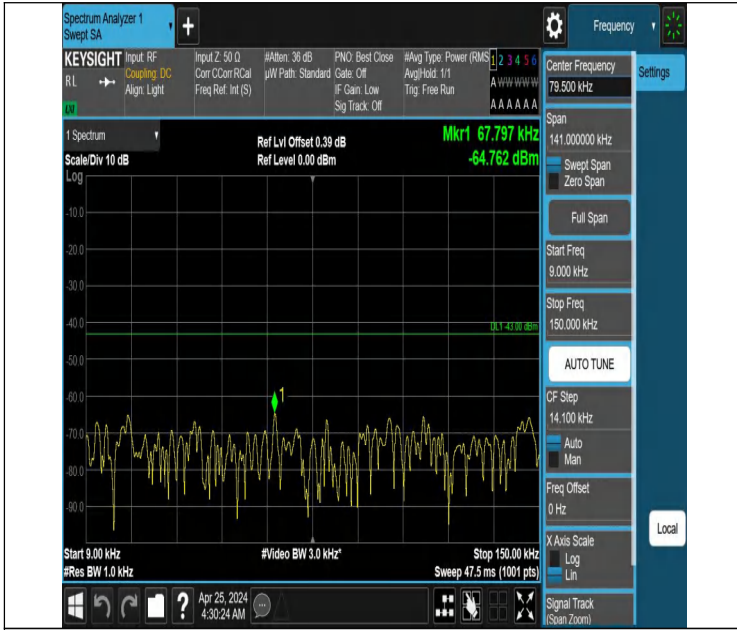 Spectrum Analyzer 1
Swept SA
+
Frequency
KEYSIGHT
RL
Input: RF
Coupling: DC
Align: Light
Input Z: 50 Ω
Corr CCorr RCal
Freq Ref: Int (S)
#Atten: 36 dB
µW Path: Standard
PNO: Best Close
Gate: Off
IF Gain: Low
Sig Track: Off
#Avg Type: Power (RMS
Avg|Hold: 1/1
Trig: Free Run
1 2 3 4 5 6
A W W W W W
A A A A A A
Center Frequency
79.500 kHz
Settings
1 Spectrum
Scale/Div 10 dB
Log
Ref Lvl Offset 0.39 dB
Ref Level 0.00 dBm
Mkr1 67.797 kHz
-64.762 dBm
Span
141.000000 kHz
Swept Span
Zero Span
Full Span
Start Freq
9.000 kHz
Stop Freq
150.000 kHz
AUTO TUNE
CF Step
14.100 kHz
Auto
Man
Freq Offset
0 Hz
X Axis Scale
Log
Lin
Signal Track
(Span Zoom)
Local
-10.0
-20.0
-30.0
-40.0
DL1 -43.00 dBm
-50.0
-60.0
1
-70.0
-80.0
-90.0
Start 9.00 kHz
#Res BW 1.0 kHz
#Video BW 3.0 kHz*
Stop 150.00 kHz
Sweep 47.5 ms (1001 pts)
?
Apr 25, 2024
4:30:24 AM